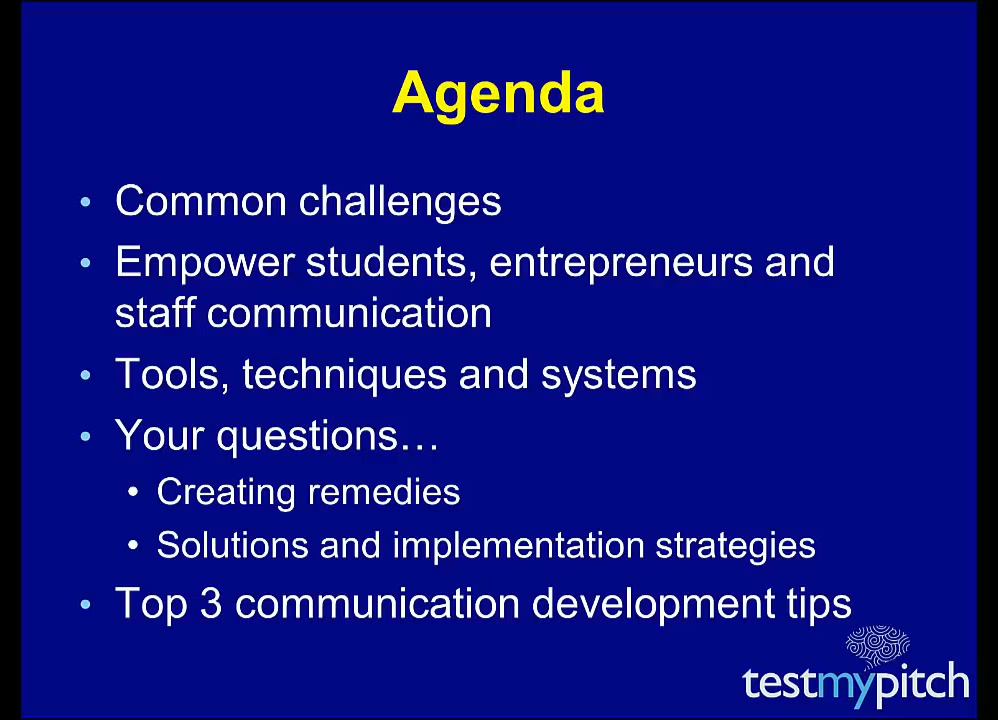 Agenda
• Common challenges
• Empower students, entrepreneurs and
staff communication
• Tools, techniques and systems
• Your questions…
• Creating remedies
• Solutions and implementation strategies
• Top 3 communication development tips
testmypitch